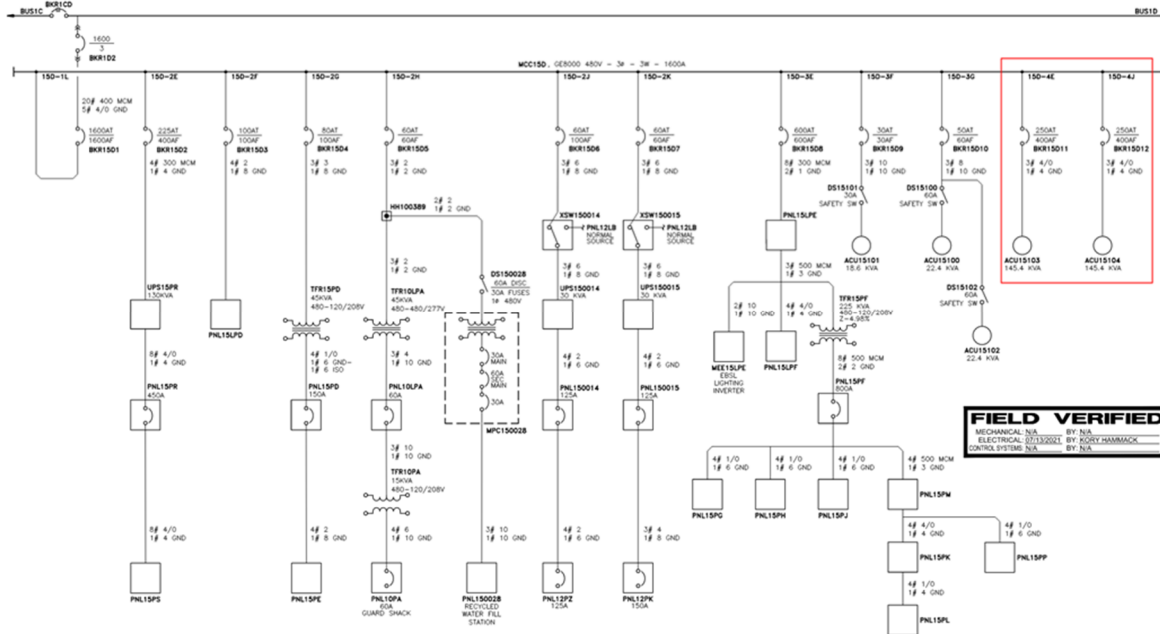 BUS1C
BKR1CD
BUS1D
1600
3
BKR1D2
MCC15D, GE8000 480V - 3ø - 3W - 1600A
15D-1L
15D-2E
15D-2F
15D-2G
15D-2H
15D-2J
15D-2K
15D-3E
15D-3F
15D-3G
15D-4E
15D-4J
20# 400 MCM
5# 4/0 GND
1600AT
1600AF
BKR15D1
225AT
400AF
BKR15D2
4# 300 MCM
1# 4 GND
100AT
100AF
BKR15D3
4# 2
1# 8 GND
80AT
100AF
BKR15D4
3# 3
1# 8 GND
60AT
60AF
BKR15D5
3# 2
1# 2 GND
60AT
100AF
BKR15D6
3# 6
1# 8 GND
60AT
60AF
BKR15D7
3# 6
1# 8 GND
600AT
800AF
BKR15D8
8# 300 MCM
2# 1 GND
30AT
30AF
BKR15D9
3# 10
1# 10 GND
50AT
60AF
BKR15D10
3# 8
1# 10 GND
250AT
400AF
BKR15D11
3# 4/0
1# 4 GND
250AT
400AF
BKR15D12
3# 4/0
1# 4 GND
HH100389
2# 2
1# 2 GND
3# 2
1# 2 GND
XSW150014
PNL12LB
NORMAL
SOURCE
XSW150015
PNL12LB
NORMAL
SOURCE
PNL15LPE
DS15101
30A
SAFETY SW
DS15100
60A
SAFETY SW
ACU15101
18.6 KVA
ACU15100
22.4 KVA
ACU15103
145.4 KVA
ACU15104
145.4 KVA
DS15102
60A
SAFETY SW
ACU15102
22.4 KVA
UPS15PR
130KVA
PNL15LPD
TFR15PD
45KVA
480-120/208V
TFR10LPA
45KVA
480-480/277V
DS150028
60A DISC
30A FUSES
1ø 480V
3# 6
1# 8 GND
UPS150014
30 KVA
3# 6
1# 8 GND
UPS150015
30 KVA
3# 500 MCM
1# 3 GND
2# 10
1# 10 GND
4# 4/0
1# 4 GND
TFR15PF
225 KVA
480-120/208V
Z-4.98%
MEE15LPE
EBSL
LIGHTING
INVERTER
PNL15LPF
8# 500 MCM
2# 2 GND
8# 4/0
1# 4 GND
4# 1/0
1# 6 GND-
1# 6 ISO
3# 4
1# 10 GND
30A
MAIN
60A
SEC
MAIN
30A
MPC150028
4# 2
1# 6 GND
4# 2
1# 6 GND
PNL15PR
450A
PNL15PD
150A
PNL10LPA
60A
PNL150014
125A
PNL150015
125A
PNL15PF
800A
FIELD VERIFIED
MECHANICAL: N/A BY: N/A
ELECTRICAL: 07/13/2021 BY: KORY HAMMACK
CONTROL SYSTEMS: N/A BY: N/A
3# 10
1# 10 GND
TFR10PA
15KVA
480-120/208V
4# 1/0
1# 6 GND
4# 1/0
1# 6 GND
4# 1/0
1# 6 GND
4# 500 MCM
1# 3 GND
PNL15PG
PNL15PH
PNL15PJ
PNL15PM
8# 4/0
1# 4 GND
4# 2
1# 8 GND
4# 6
1# 10 GND
3# 10
1# 10 GND
4# 2
1# 6 GND
3# 4
1# 8 GND
4# 4/0
1# 4 GND
4# 1/0
1# 6 GND
PNL15PK
PNL15PP
4# 1/0
1# 4 GND
PNL15PL
PNL15PS
PNL15PE
PNL10PA
60A
GUARD SHACK
PNL150028
RECYCLED
WATER FILL
STATION
PNL12PZ
125A
PNL12PK
150A